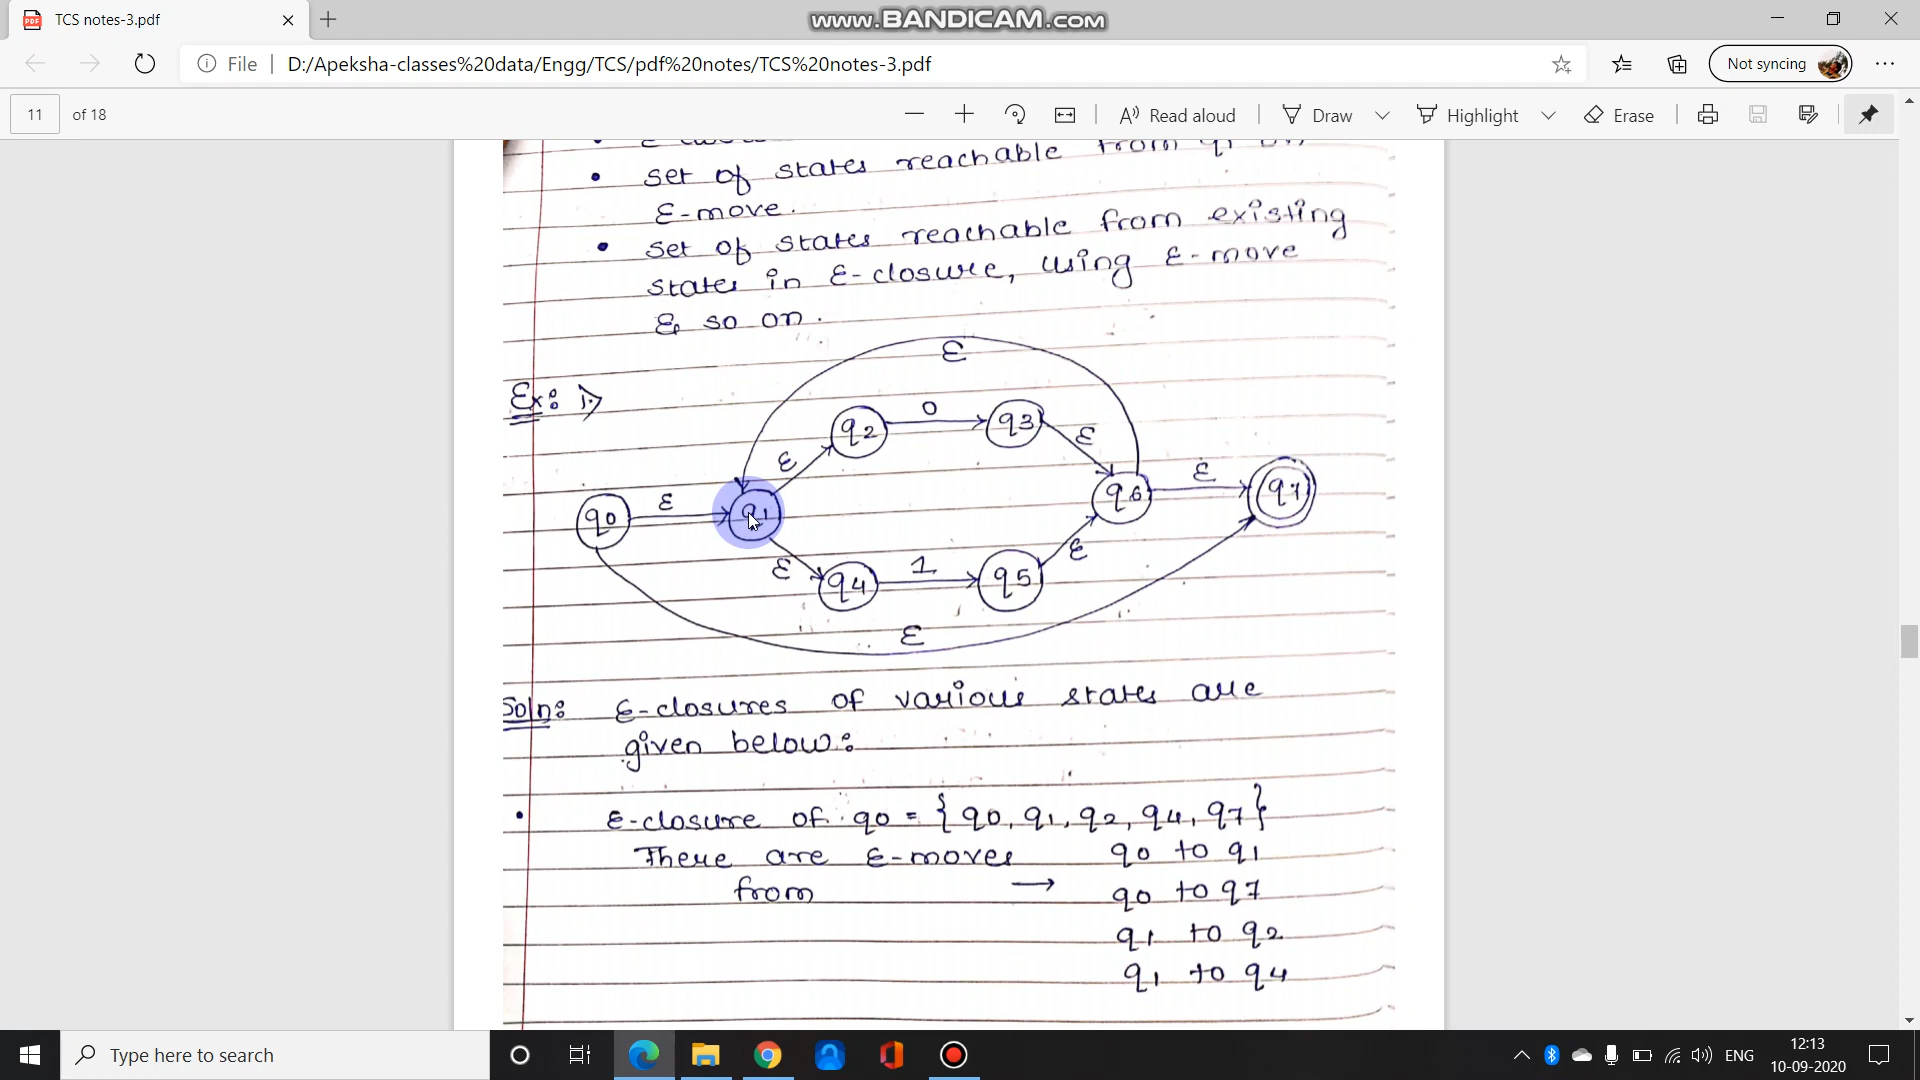 TCS notes-3.pdf
www.BANDICAM.com
File
D:/Apeksha-classes%20data/Engg/TCS/pdf%20notes/TCS%20notes-3.pdf
Not syncing
11 of 18
Read aloud
Draw
Highlight
Erase
• set of states reachable from q1 on
ε-move.
• set of states reachable from existing
states in ε-closure, using ε-move
& so on.
ε
Ex: 1>
0
q2
q3
ε
ε
ε
q0
ε
q1
q6
q7
ε
q4
1
q5
ε
ε
Soln: ε-closures of various states are
given below:
• ε-closure of q0 = {q0, q1, q2, q4, q7}
There are ε-moves q0 to q1
from → q0 to q7
q1 to q2
q1 to q4
Type here to search
ENG
12:13
10-09-2020